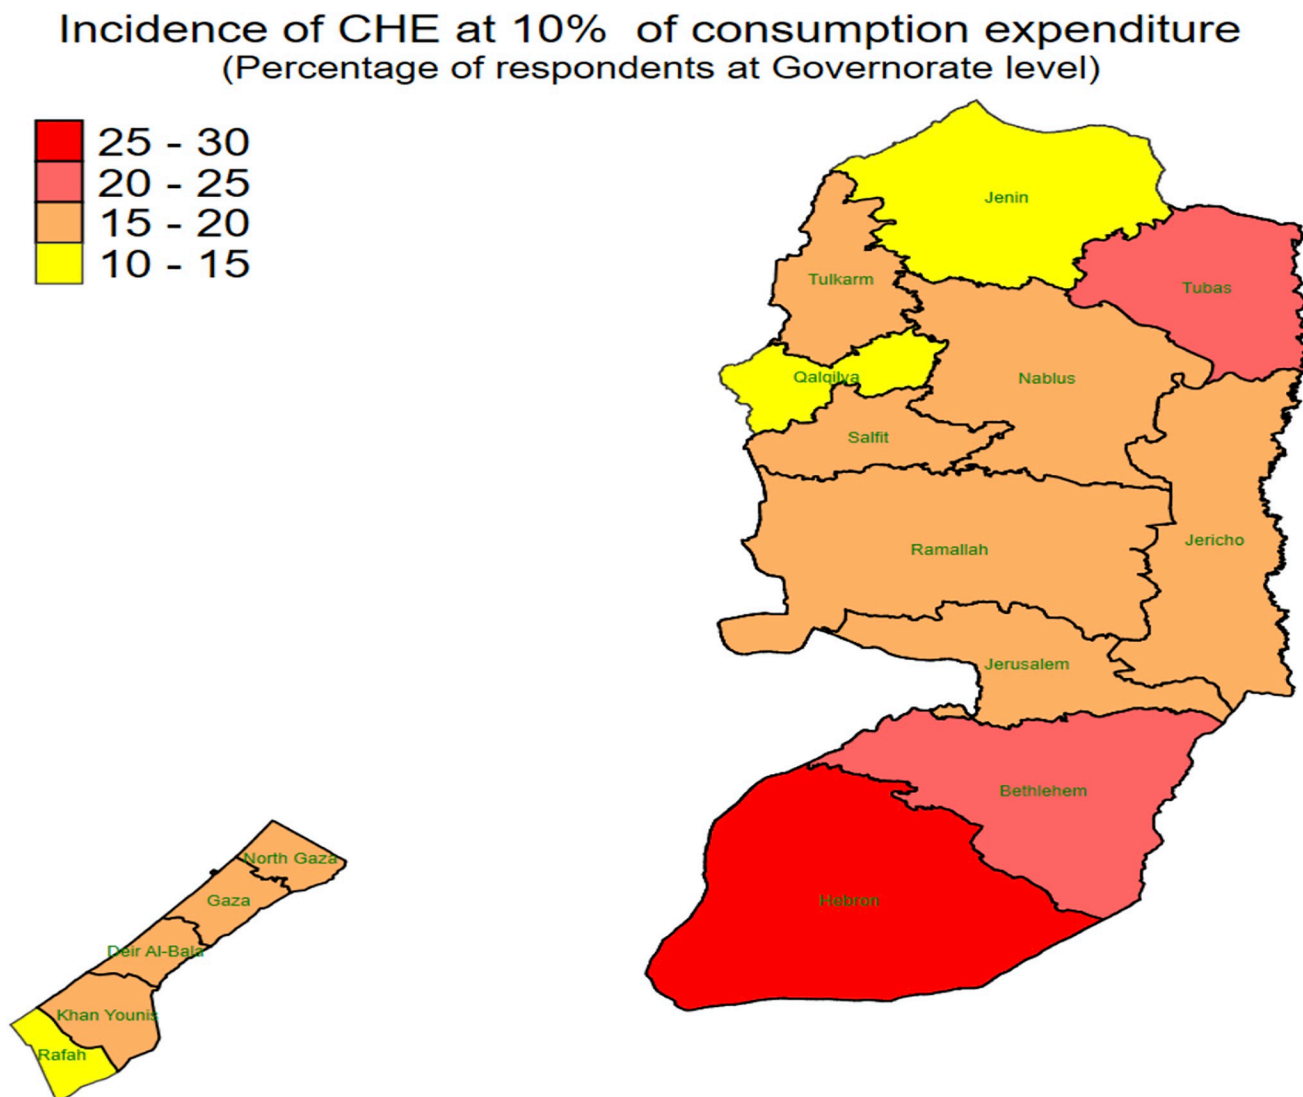 Incidence of CHE at 10% of consumption expenditure
(Percentage of respondents at Governorate level)
25 - 30
20 - 25
15 - 20
10 - 15
Jenin
Tulkarm
Tubas
Qalqilya
Nablus
Salfit
Ramallah
Jericho
Jerusalem
Bethlehem
Hebron
North Gaza
Gaza
Deir Al-Bala
Khan Younis
Rafah